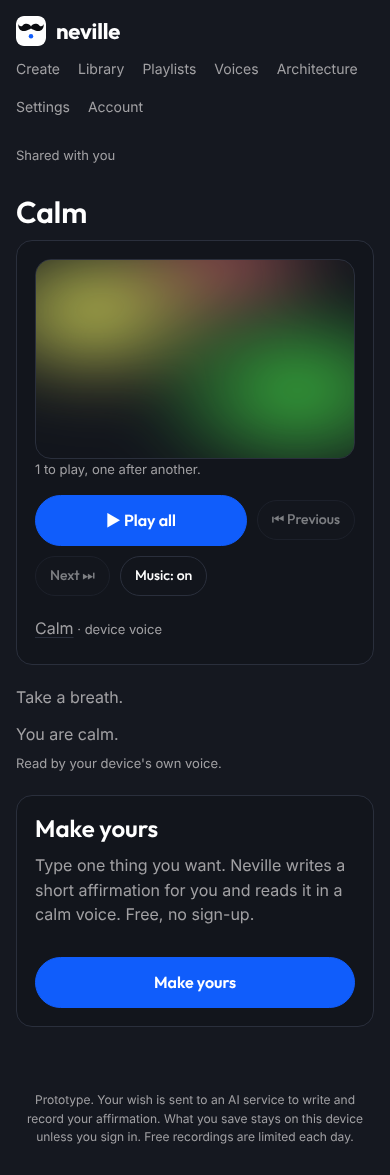 neville
Create Library Playlists Voices Architecture
Settings Account
Shared with you
Calm
1 to play, one after another.
▶ Play all
⏮ Previous
Next ⏭
Music: on
Calm · device voice
Take a breath.
You are calm.
Read by your device's own voice.
Make yours
Type one thing you want. Neville writes a
short affirmation for you and reads it in a
calm voice. Free, no sign-up.
Make yours
Prototype. Your wish is sent to an AI service to write and
record your affirmation. What you save stays on this device
unless you sign in. Free recordings are limited each day.